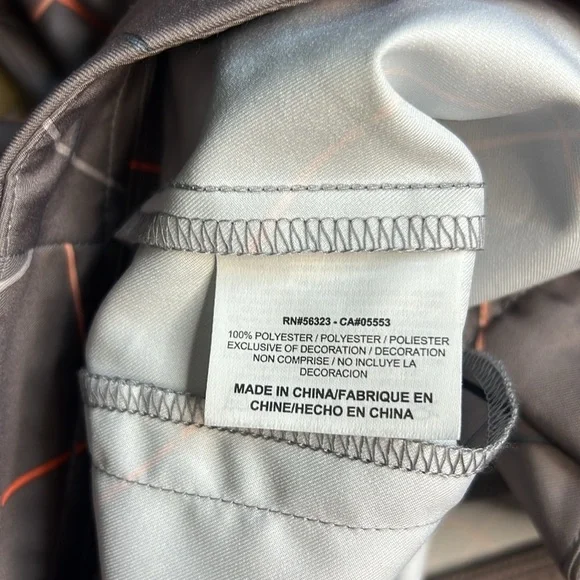 RN#56323 - CA#05553
100% POLYESTER / POLYESTER / POLIESTER
EXCLUSIVE OF DECORATION / DECORATION
NON COMPRISE / NO INCLUYE LA
DECORACION
MADE IN CHINA/FABRIQUE EN
CHINE/HECHO EN CHINA